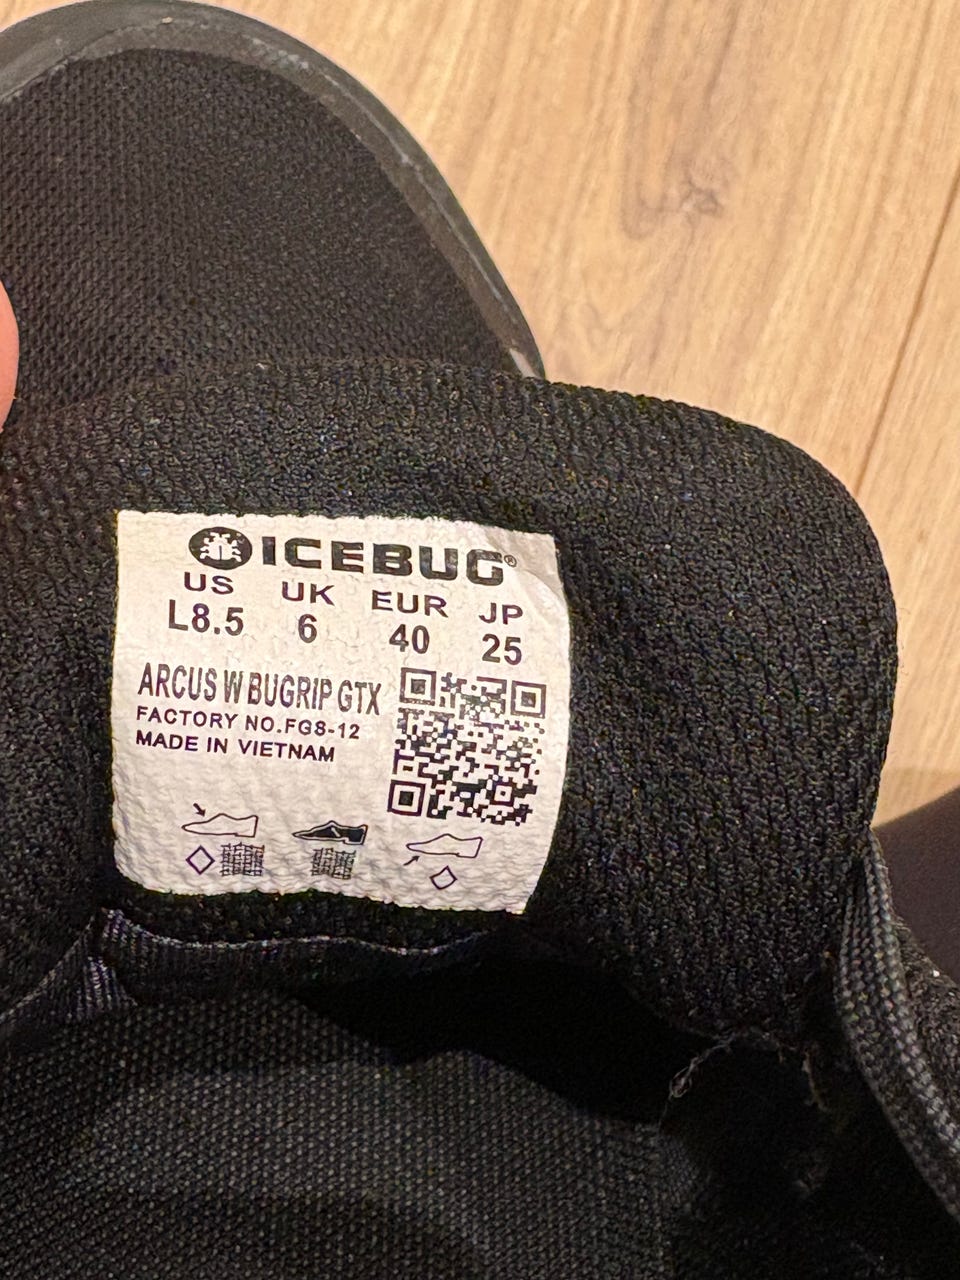 ICEBUG®
US UK EUR JP
L8.5 6 40 25
ARCUS W BUGRIP GTX
FACTORY NO.FG8-12
MADE IN VIETNAM